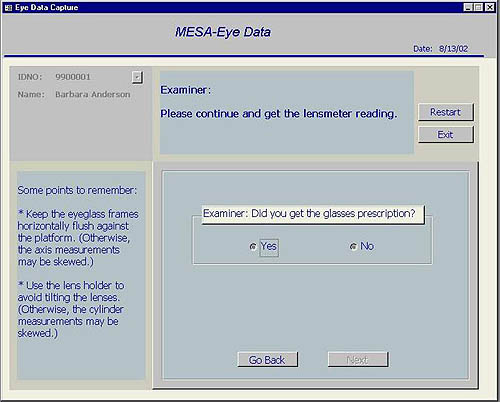 Eye Data Capture
MESA-Eye Data
Date: 8/13/02
IDNO: 9900001
Name: Barbara Anderson
Examiner:
Please continue and get the lensmeter reading.
Restart
Exit
Some points to remember:
* Keep the eyeglass frames
horizontally flush against
the platform. (Otherwise,
the axis measurements
may be skewed.)
* Use the lens holder to
avoid tilting the lenses.
(Otherwise, the cylinder
measurements may be
skewed.)
Examiner: Did you get the glasses prescription?
Yes No
Go Back Next